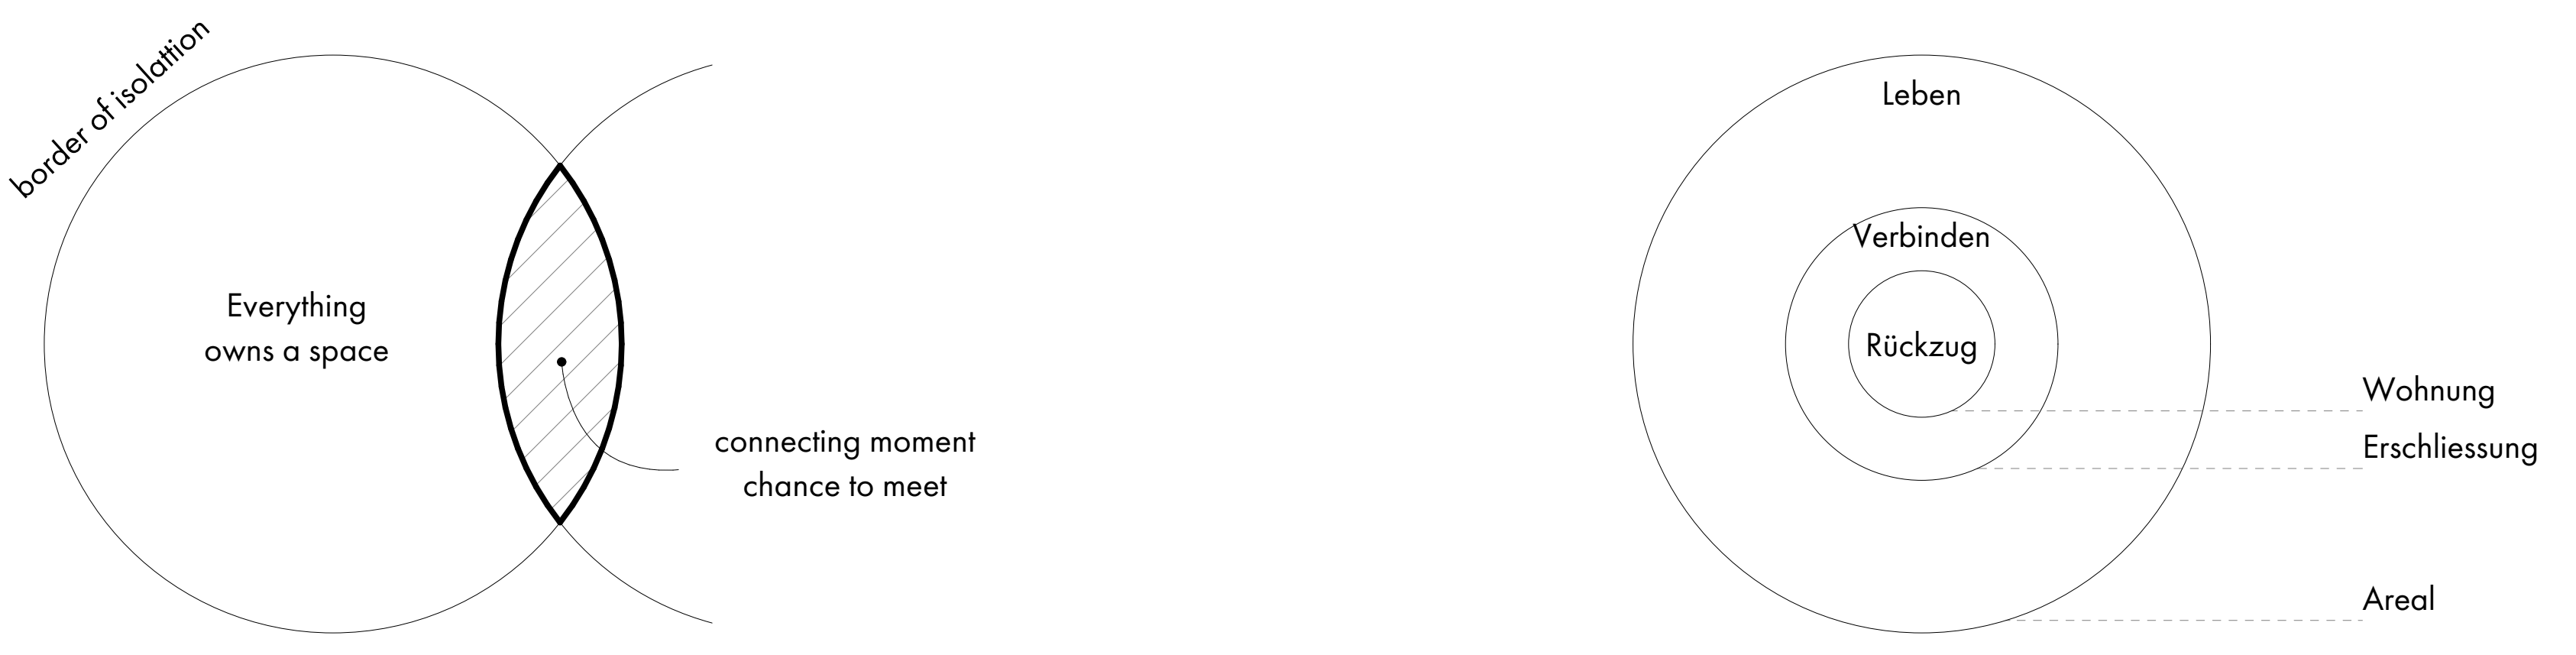 border of isolattion
Everything
owns a space
connecting moment
chance to meet
Leben
Verbinden
Rückzug
Wohnung
Erschliessung
Areal